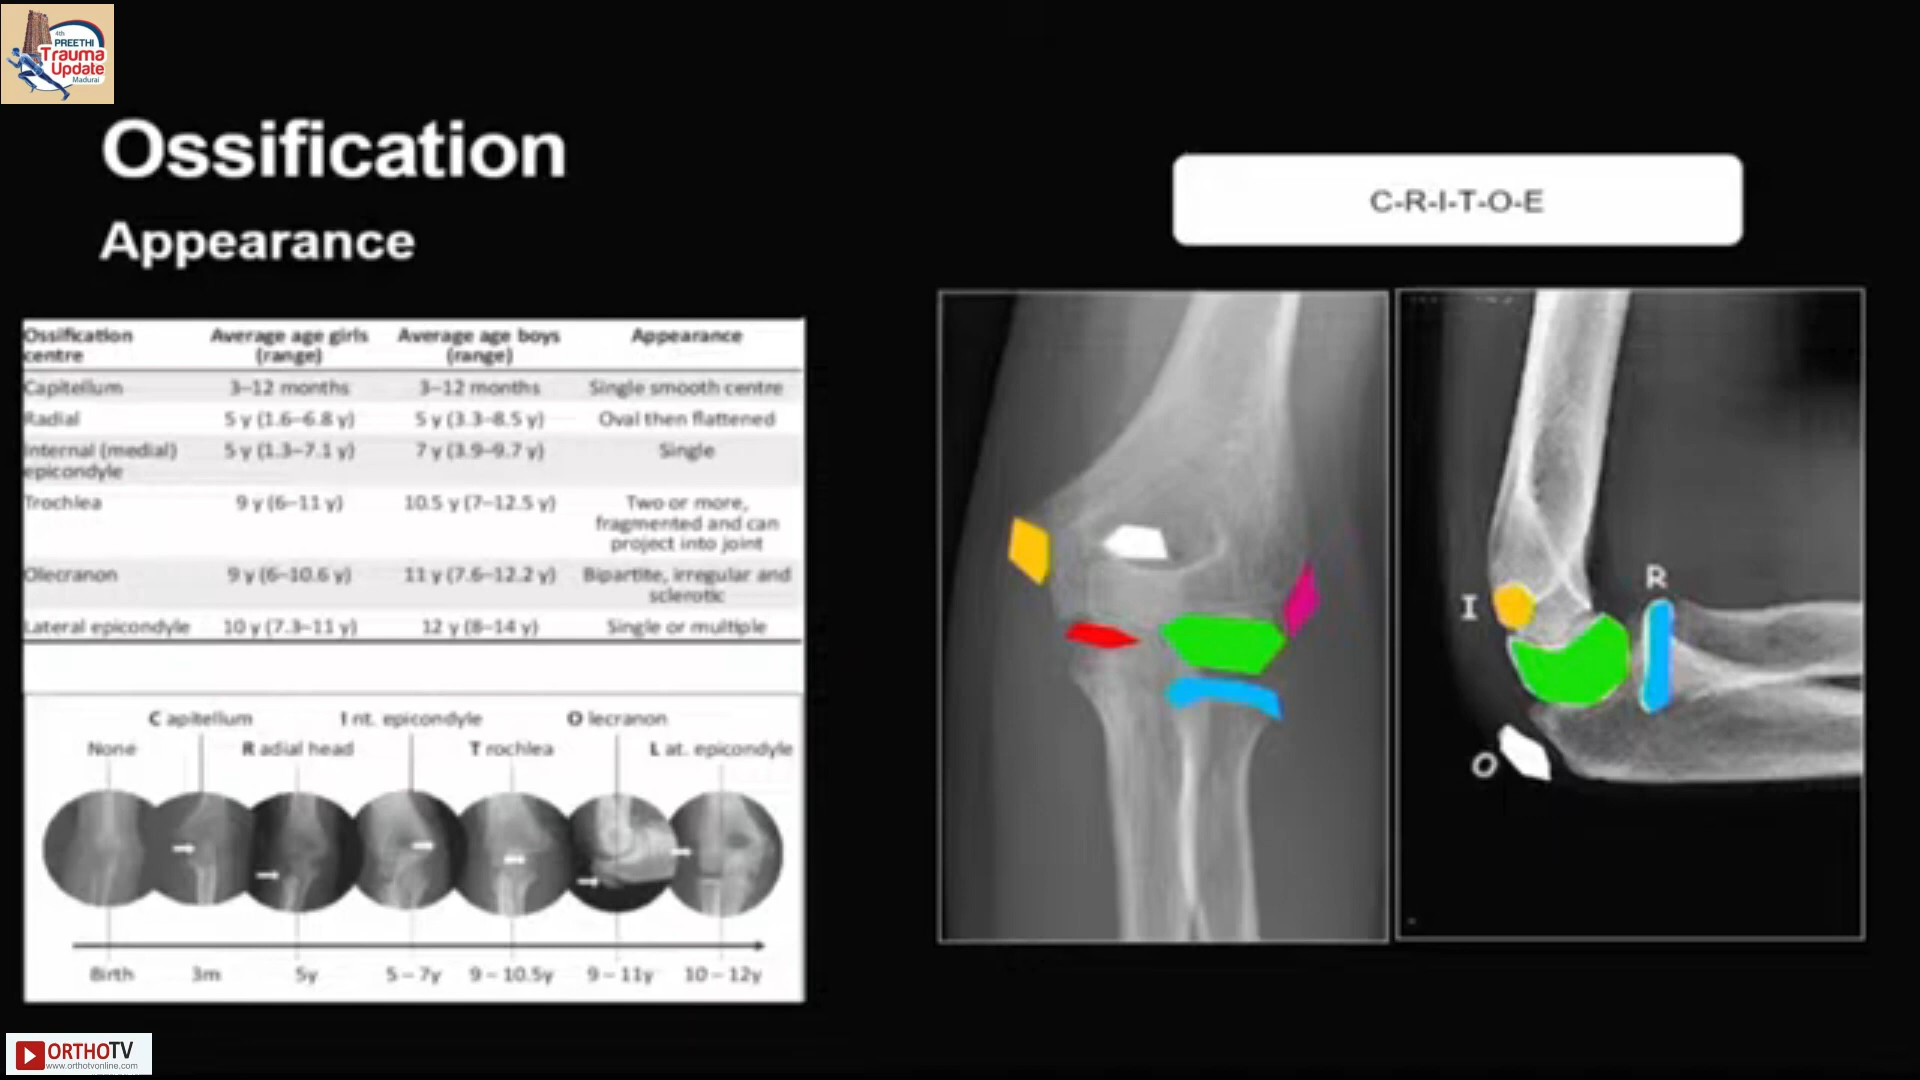 4th
PREETHI
Trauma
Update
Madurai
Ossification
Appearance
C-R-I-T-O-E
Ossification centre Average age girls (range) Average age boys (range) Appearance
Capitellum 3–12 months 3–12 months Single smooth centre
Radial 5 y (1.6–6.8 y) 5 y (3.3–8.5 y) Oval then flattened
Internal (medial) epicondyle 5 y (1.3–7.1 y) 7 y (3.9–9.7 y) Single
Trochlea 9 y (6–11 y) 10.5 y (7–12.5 y) Two or more, fragmented and can project into joint
Olecranon 9 y (6–10.6 y) 11 y (7.6–12.2 y) Bipartite, irregular and sclerotic
Lateral epicondyle 10 y (7.3–11 y) 12 y (8–14 y) Single or multiple
C apitellum I nt. epicondyle O lecranon
None R adial head T rochlea L at. epicondyle
Birth 3m 5y 5 – 7y 9 – 10.5y 9 – 11y 10 – 12y
R
I
O
ORTHOTV
www.orthotvonline.com